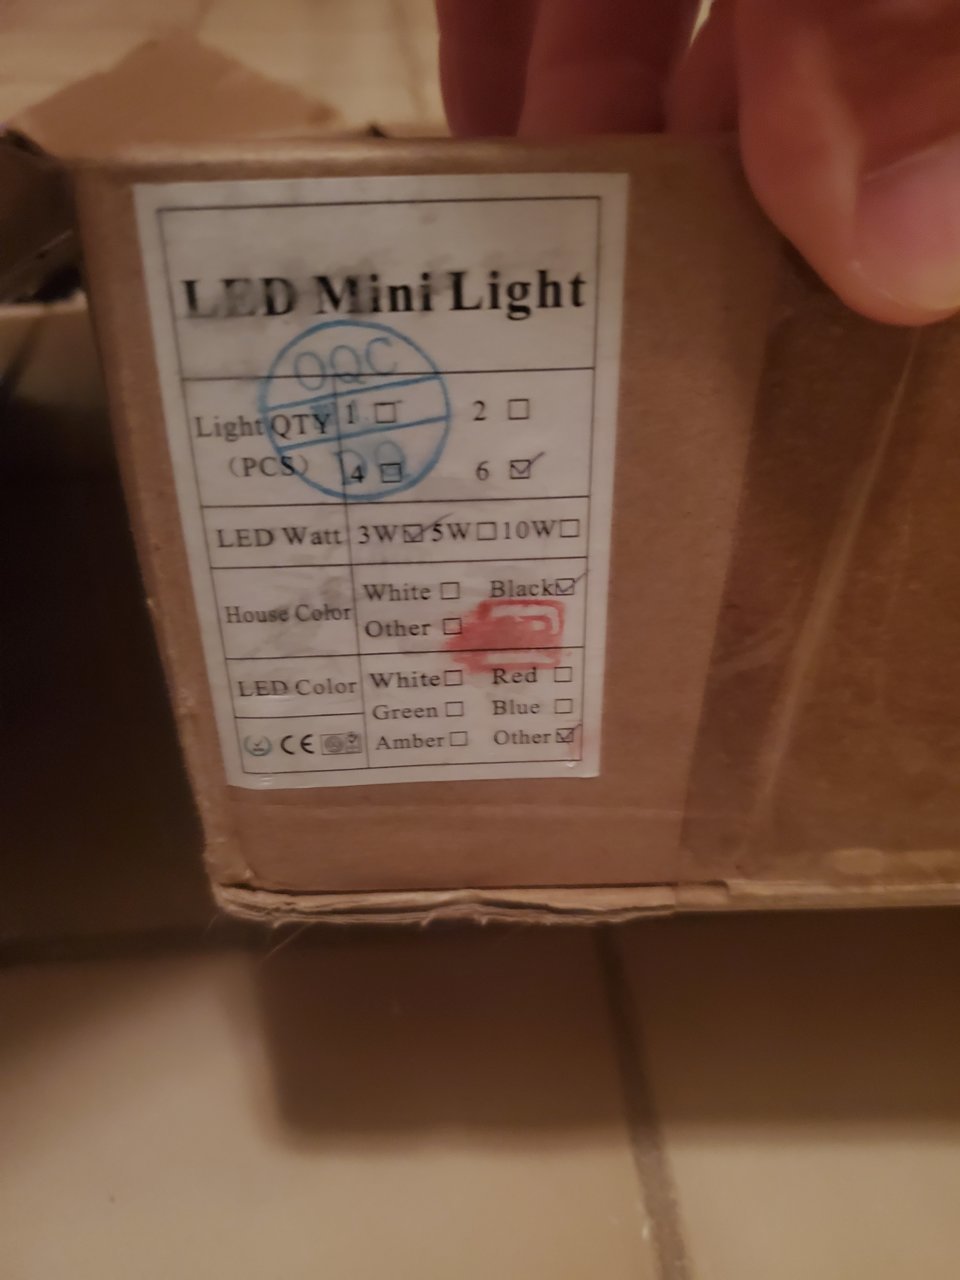 LED Mini Light
OQC
Light QTY 1 ☐ 2 ☐
(PCS) 4 ☐ 6 ☑
LED Watt 3W☑ 5W☐ 10W☐
House Color White ☐ Black☑
Other ☐
LED Color White☐ Red ☐
Green ☐ Blue ☐
CE Amber☐ Other☑